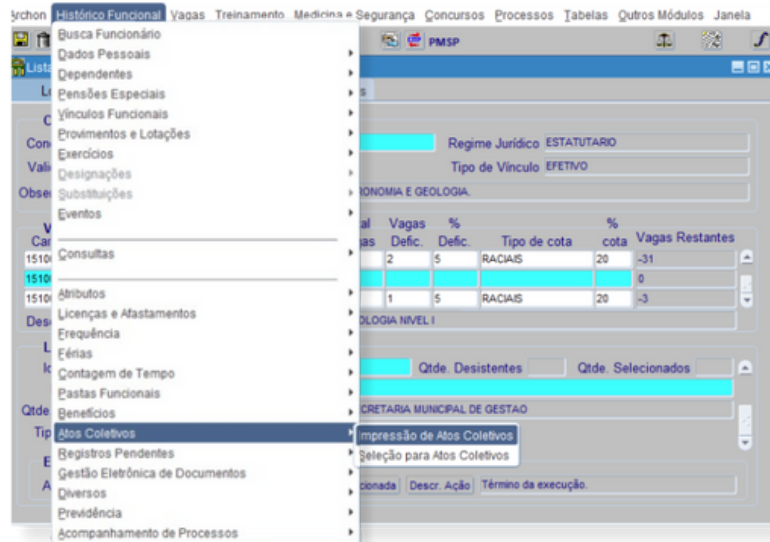 Archon Histórico Funcional Vagas Treinamento Medicina e Segurança Concursos Processos Tabelas Outros Módulos Janela
Busca Funcionário
PMSP
Dados Pessoais
Lista
Dependentes
Pensões Especiais
Vínculos Funcionais
Provimentos e Lotações
Regime Jurídico ESTATUTARIO
Exercícios
Tipo de Vínculo EFETIVO
Designações
Substituições
RONOMIA E GEOLOGIA.
Eventos
Vagas Defic. % Defic. Tipo de cota % cota Vagas Restantes
Consultas
2 5 RACIAIS 20 -31
0
Atributos
1 5 RACIAIS 20 -3
Licenças e Afastamentos
OLOGIA NIVEL I
Frequência
Férias
Qtde. Desistentes Qtde. Selecionados
Contagem de Tempo
Pastas Funcionais
Qtde
Benefícios
CRETARIA MUNICIPAL DE GESTAO
Atos Coletivos
Impressão de Atos Coletivos
Registros Pendentes
Seleção para Atos Coletivos
Gestão Eletrônica de Documentos
cionada Descr. Ação Término da execução.
Diversos
Previdência
Acompanhamento de Processos